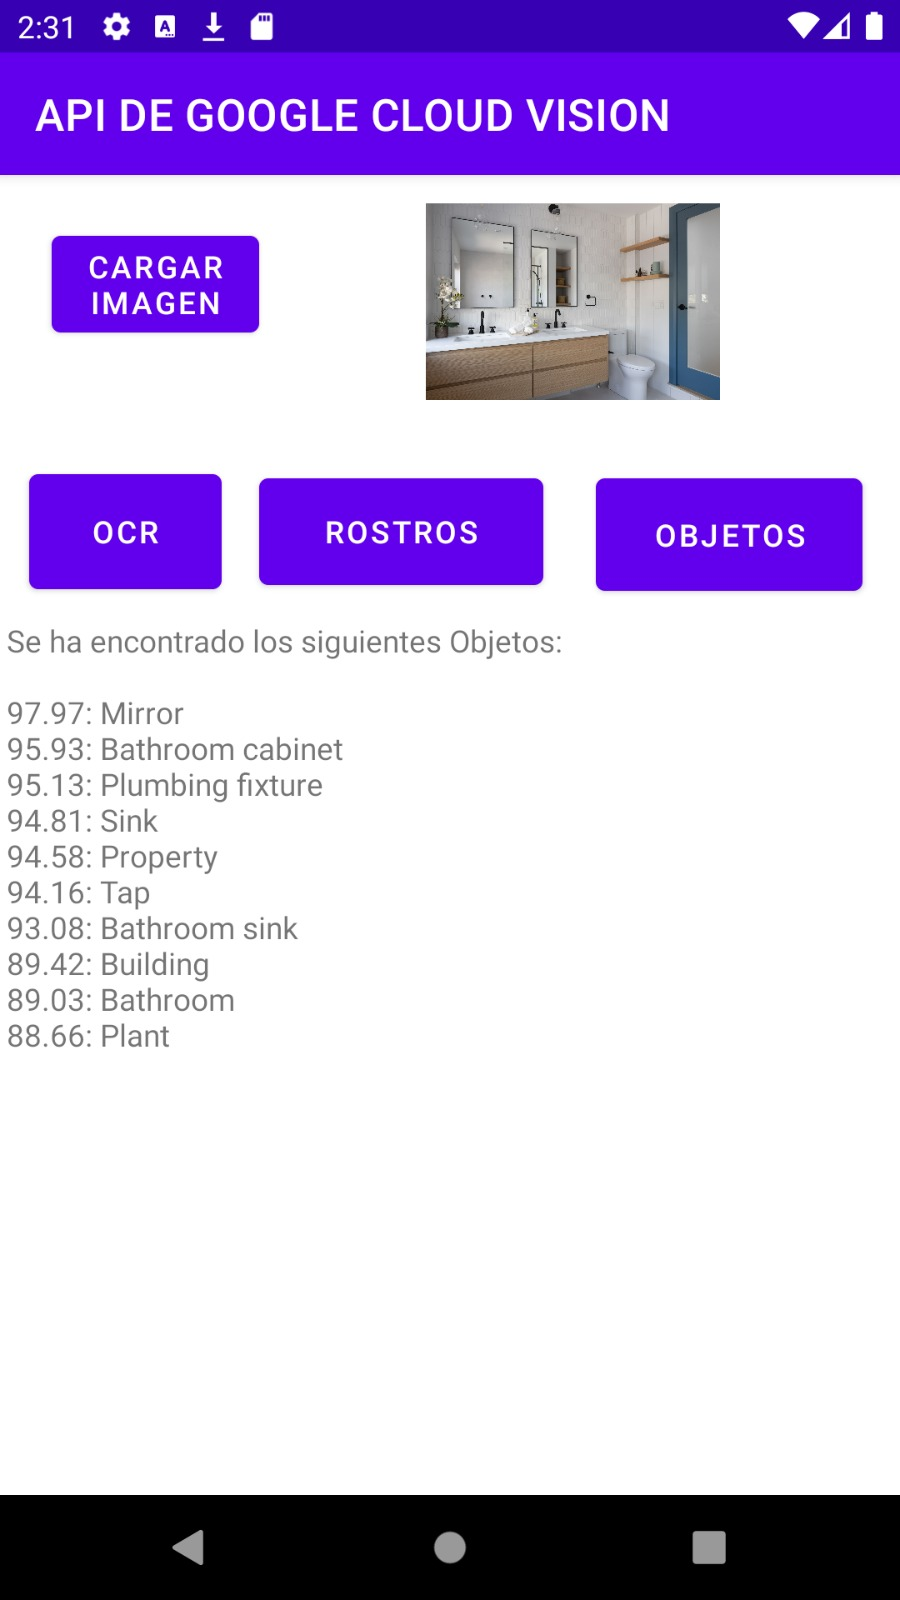 2:31
API DE GOOGLE CLOUD VISION
CARGAR
IMAGEN
OCR
ROSTROS
OBJETOS
Se ha encontrado los siguientes Objetos:
97.97: Mirror
95.93: Bathroom cabinet
95.13: Plumbing fixture
94.81: Sink
94.58: Property
94.16: Tap
93.08: Bathroom sink
89.42: Building
89.03: Bathroom
88.66: Plant